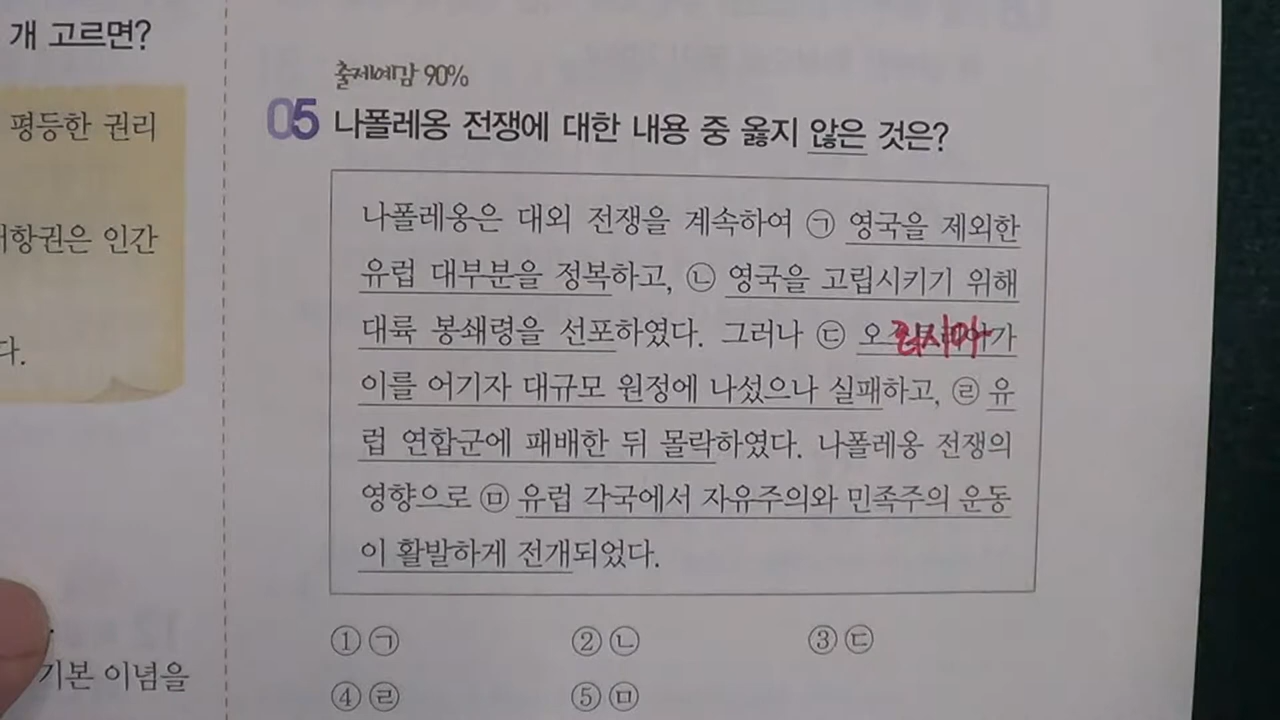 개 고르면?
평등한 권리
저항권은 인간
다.
기본 이념을
출제예감 90%
05 나폴레옹 전쟁에 대한 내용 중 옳지 않은 것은?
나폴레옹은 대외 전쟁을 계속하여 ㉠ 영국을 제외한
유럽 대부분을 정복하고, ㉡ 영국을 고립시키기 위해
대륙 봉쇄령을 선포하였다. 그러나 ㉢ 러시아가
이를 어기자 대규모 원정에 나섰으나 실패하고, ㉣ 유
럽 연합군에 패배한 뒤 몰락하였다. 나폴레옹 전쟁의
영향으로 ㉤ 유럽 각국에서 자유주의와 민족주의 운동
이 활발하게 전개되었다.
① ㉠ ② ㉡ ③ ㉢
④ ㉣ ⑤ ㉤